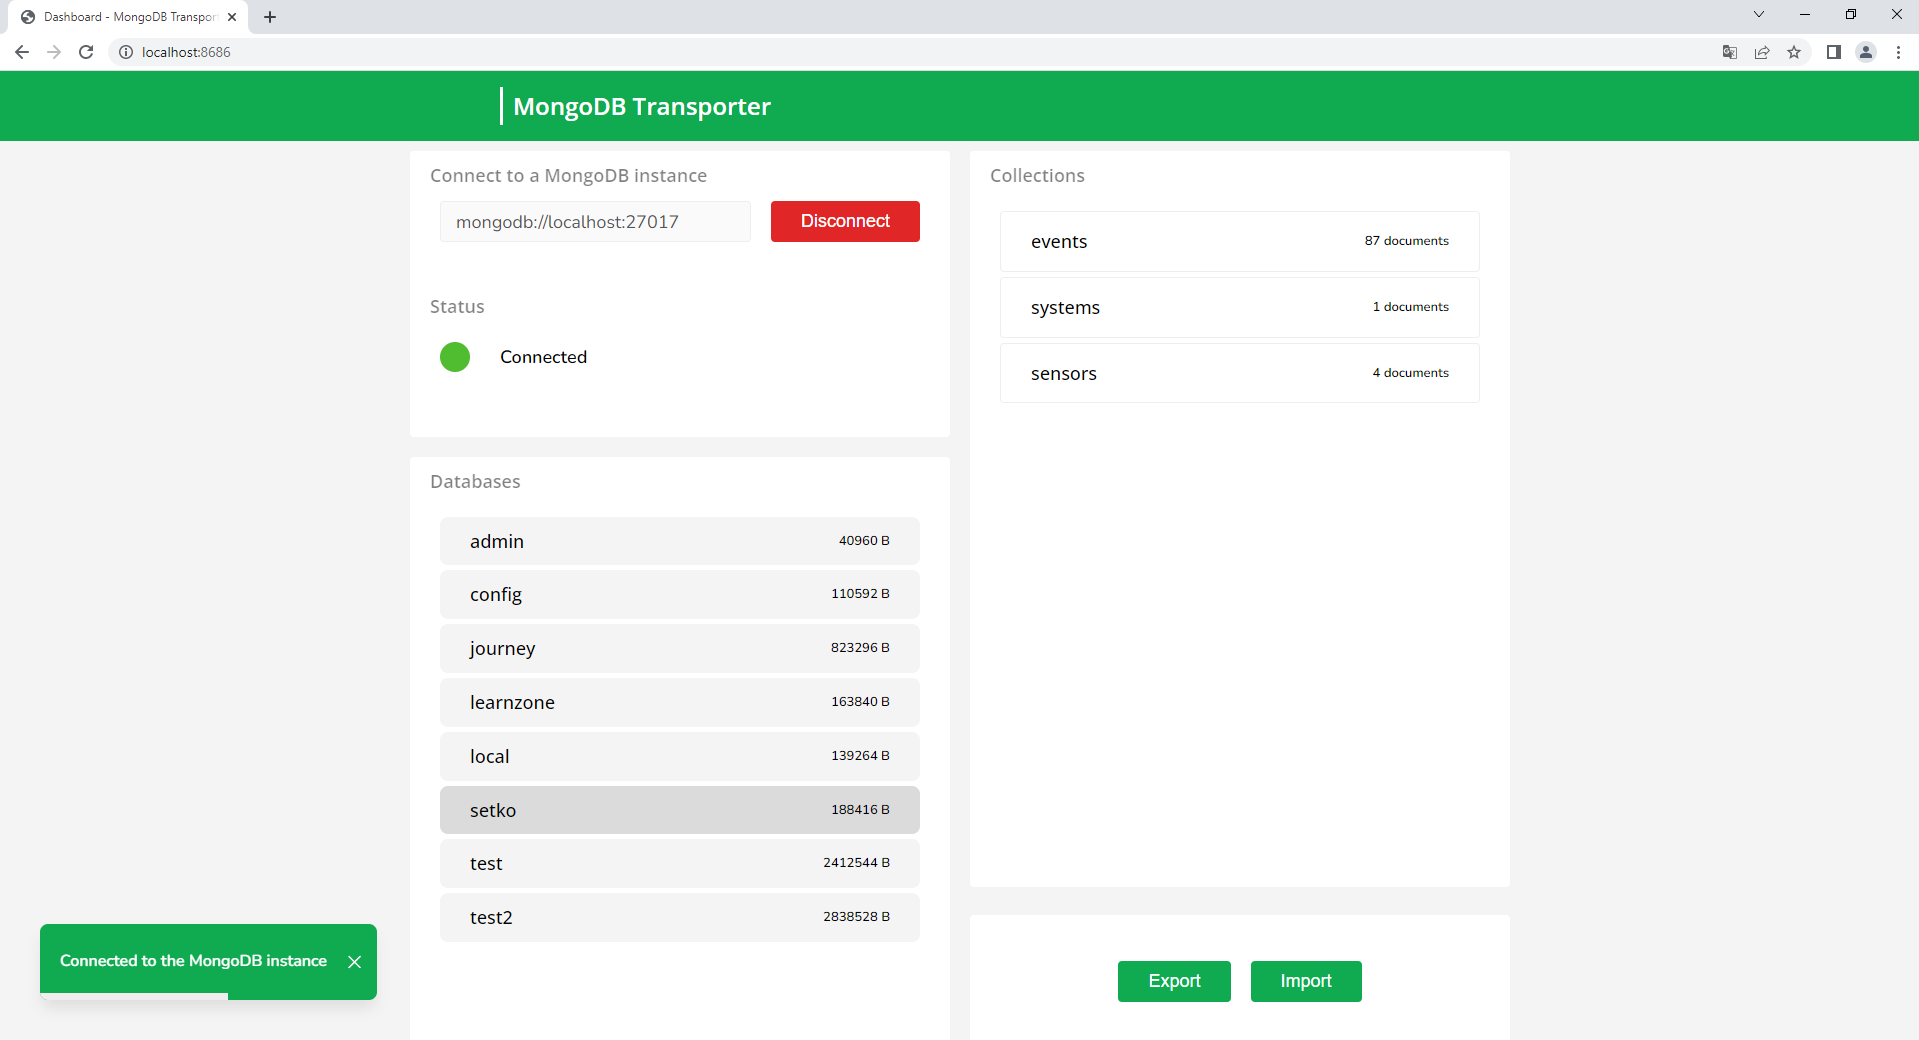 Dashboard - MongoDB Transport
localhost:8686
MongoDB Transporter
Connect to a MongoDB instance
mongodb://localhost:27017
Disconnect
Status
Connected
Databases
admin 40960 B
config 110592 B
journey 823296 B
learnzone 163840 B
local 139264 B
setko 188416 B
test 2412544 B
test2 2838528 B
Collections
events 87 documents
systems 1 documents
sensors 4 documents
Export
Import
Connected to the MongoDB instance